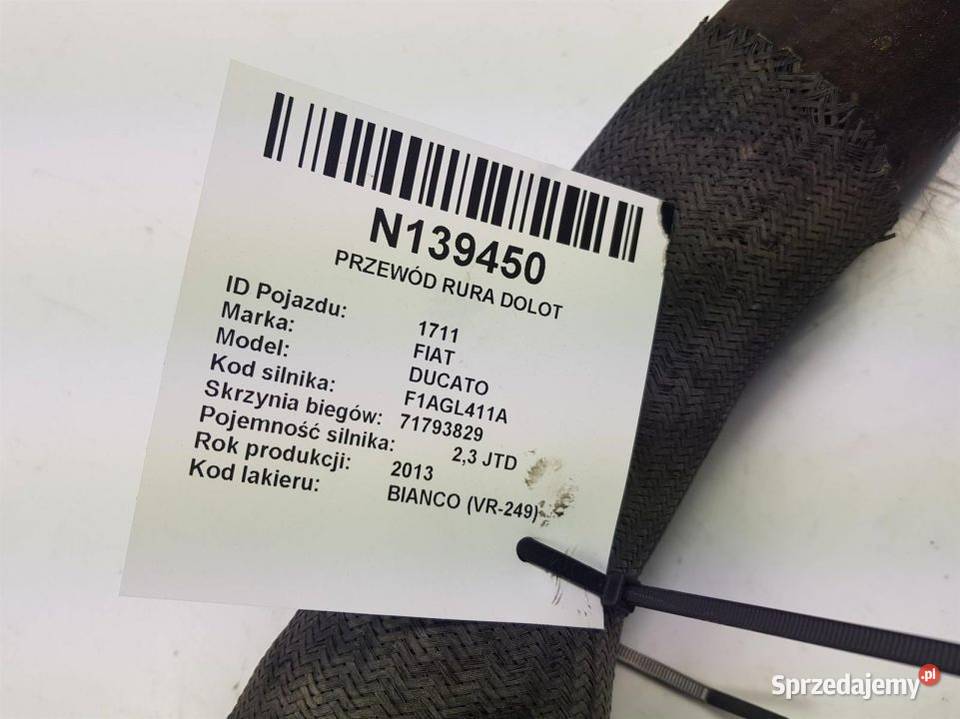 N139450
PRZEWÓD RURA DOLOT
ID Pojazdu: 1711
Marka: FIAT
Model: DUCATO
Kod silnika: F1AGL411A
Skrzynia biegów: 71793829
Pojemność silnika: 2,3 JTD
Rok produkcji: 2013
Kod lakieru: BIANCO (VR-249)
Sprzedajemy.pl